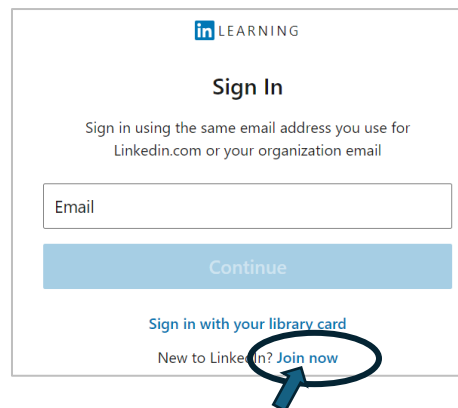 in LEARNING
Sign In
Sign in using the same email address you use for
Linkedin.com or your organization email
Email
Continue
Sign in with your library card
New to LinkedIn? Join now